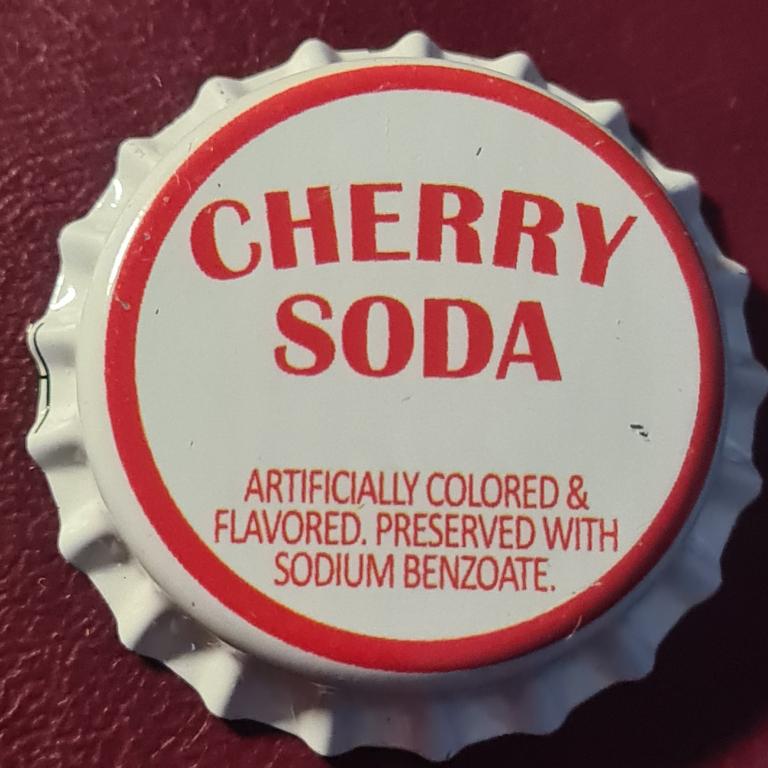 CHERRY
SODA
ARTIFICIALLY COLORED &
FLAVORED. PRESERVED WITH
SODIUM BENZOATE.